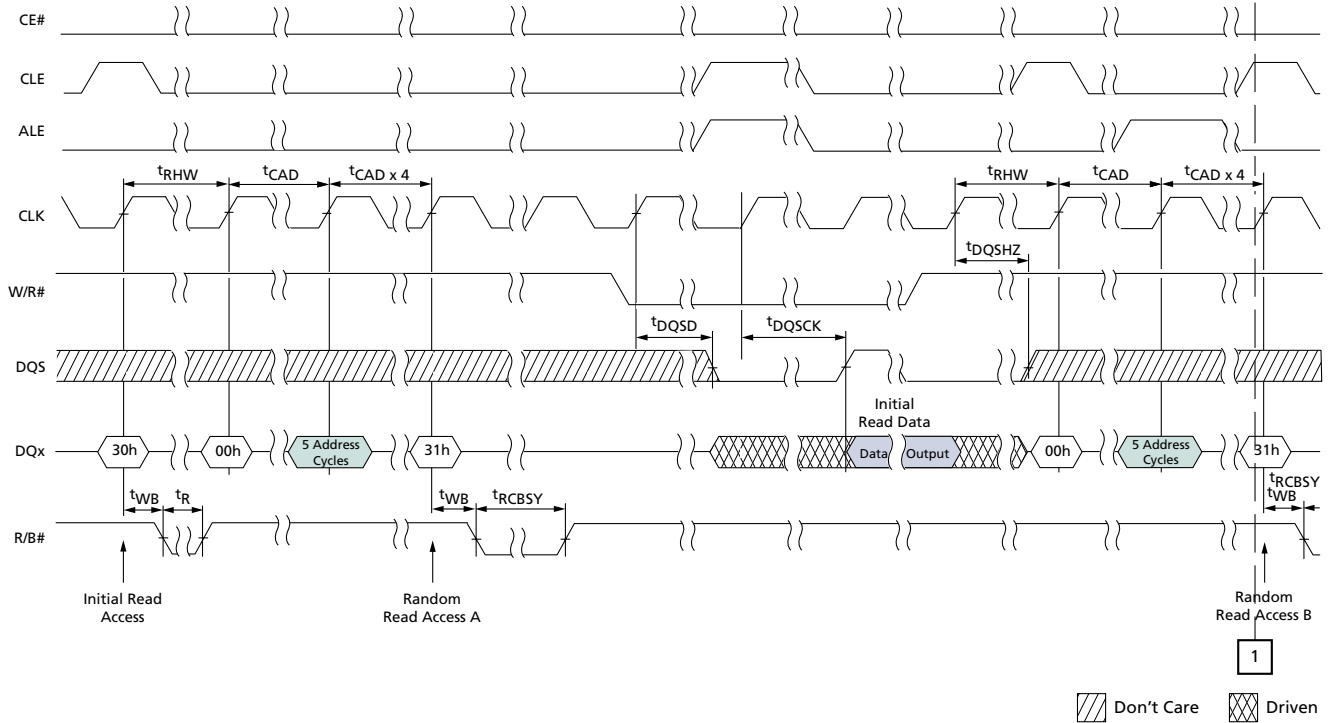 CE#
CLE
ALE
tRHW tCAD tCAD x 4 tRHW tCAD tCAD x 4
CLK
tDQSHZ
W/R#
tDQSD tDQSCK
DQS
Initial
Read Data
DQx 30h 00h 5 Address Cycles 31h Data Output 00h 5 Address Cycles 31h
tWB tR tWB tRCBSY tRCBSY
tWB
R/B#
Initial Read
Access
Random
Read Access A
Random
Read Access B
1
Don't Care Driven